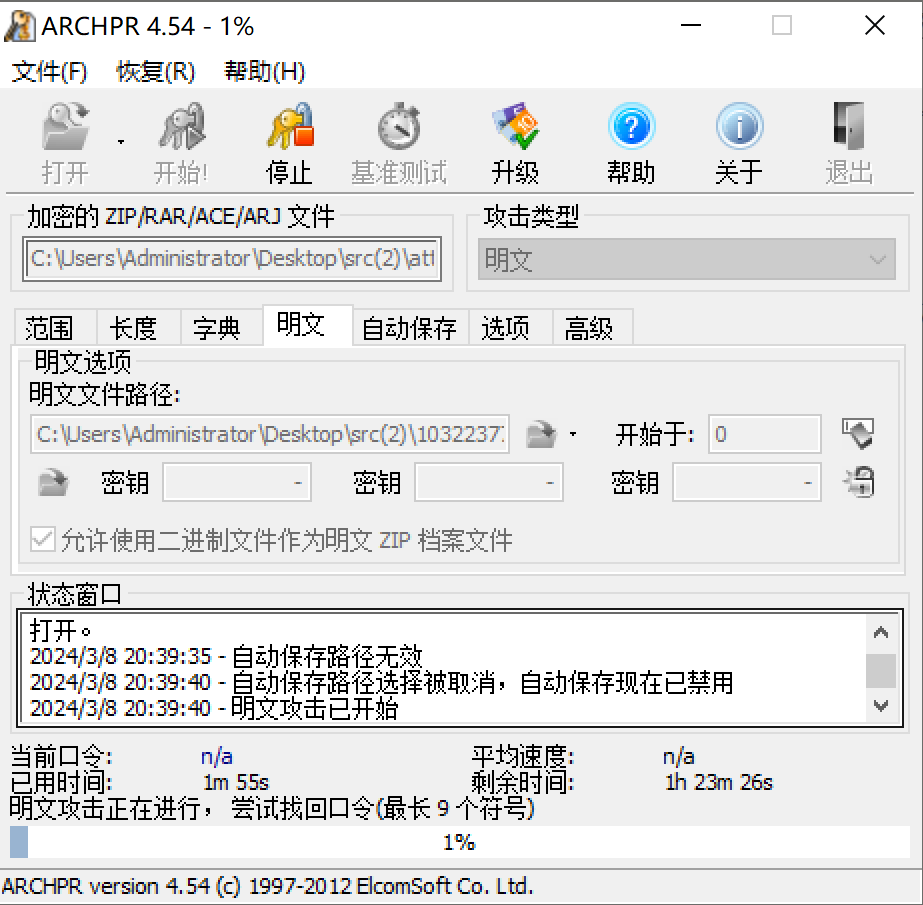 ARCHPR 4.54 - 1%
文件(F) 恢复(R) 帮助(H)
打开 开始! 停止 基准测试 升级 帮助 关于 退出
加密的 ZIP/RAR/ACE/ARJ 文件 攻击类型
C:\Users\Administrator\Desktop\src(2)\att 明文
范围 长度 字典 明文 自动保存 选项 高级
明文选项
明文文件路径:
C:\Users\Administrator\Desktop\src(2)\1032237 开始于: 0
密钥 - 密钥 - 密钥 -
允许使用二进制文件作为明文 ZIP 档案文件
状态窗口
打开。
2024/3/8 20:39:35 - 自动保存路径无效
2024/3/8 20:39:40 - 自动保存路径选择被取消，自动保存现在已禁用
2024/3/8 20:39:40 - 明文攻击已开始
当前口令: n/a 平均速度: n/a
已用时间: 1m 55s 剩余时间: 1h 23m 26s
明文攻击正在进行，尝试找回口令(最长 9 个符号)
1%
ARCHPR version 4.54 (c) 1997-2012 ElcomSoft Co. Ltd.